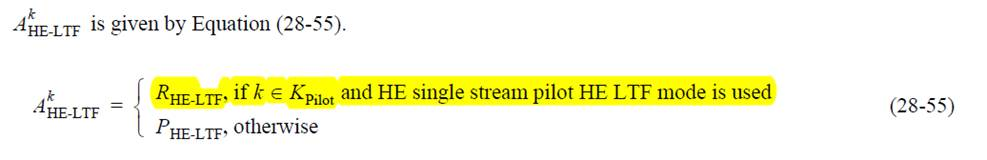 A^k_HE-LTF is given by Equation (28-55).
A^k_HE-LTF = { R_HE-LTF, if k ∈ K_Pilot and HE single stream pilot HE LTF mode is used
P_HE-LTF, otherwise (28-55)